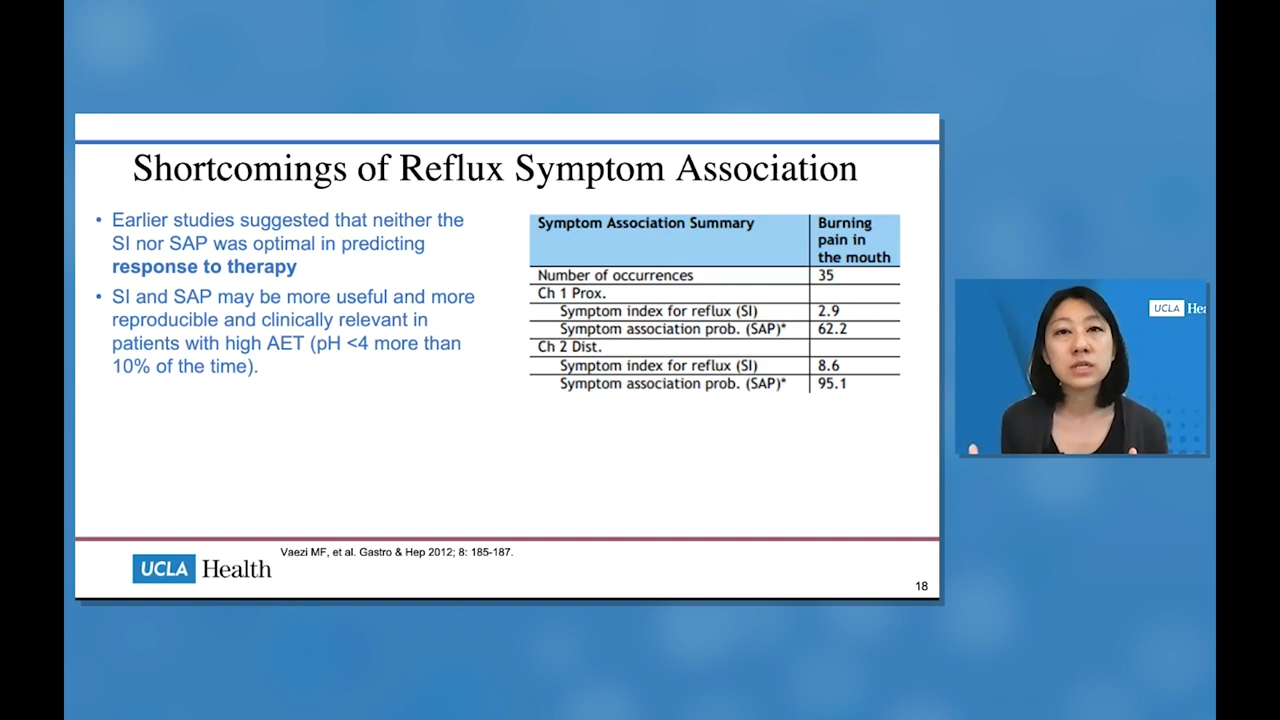 Shortcomings of Reflux Symptom Association
• Earlier studies suggested that neither the
SI nor SAP was optimal in predicting
response to therapy
• SI and SAP may be more useful and more
reproducible and clinically relevant in
patients with high AET (pH <4 more than
10% of the time).
Symptom Association Summary Burning
pain in
the mouth
Number of occurrences 35
Ch 1 Prox.
Symptom index for reflux (SI) 2.9
Symptom association prob. (SAP)* 62.2
Ch 2 Dist.
Symptom index for reflux (SI) 8.6
Symptom association prob. (SAP)* 95.1
UCLA Hea
Vaezi MF, et al. Gastro & Hep 2012; 8: 185-187.
UCLA Health
18